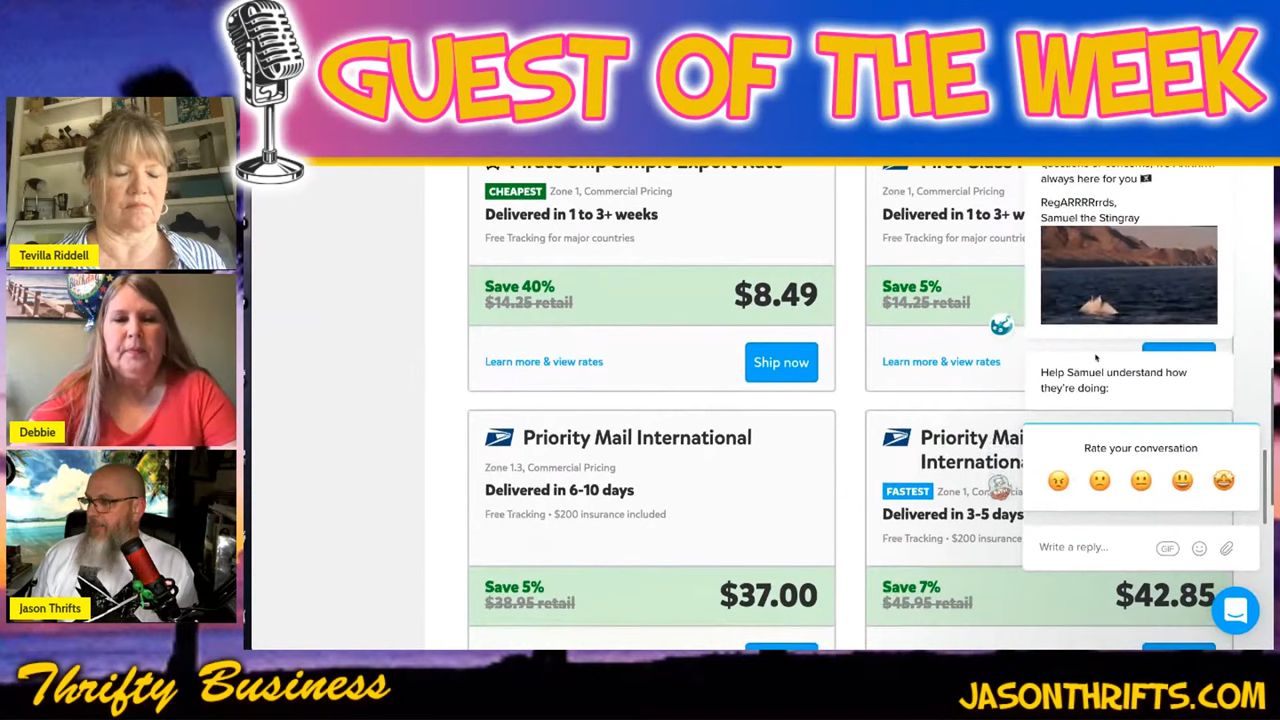 GUEST OF THE WEEK
Tevilla Riddell
Debbie
Jason Thrifts
Pirate Ship Simple Export Rate
CHEAPEST Zone 1, Commercial Pricing
Delivered in 1 to 3+ weeks
Free Tracking for major countries
Save 40%
$14.25 retail
$8.49
Learn more & view rates
Ship now
First Class
Zone 1, Commercial Pricing
Delivered in 1 to 3+ w
Free Tracking for major countrie
Save 5%
$14.25 retail
Learn more & view rates
Priority Mail International
Zone 1.3, Commercial Pricing
Delivered in 6-10 days
Free Tracking • $200 insurance included
Save 5%
$38.95 retail
$37.00
Priority Mai
Internationa
FASTEST Zone 1, Co
Delivered in 3-5 days
Free Tracking • $200 insurance
Save 7%
$45.95 retail
$42.85
always here for you
RegARRRRrrds,
Samuel the Stingray
Help Samuel understand how
they're doing:
Rate your conversation
Write a reply...
GIF
Thrifty Business
JASONTHRIFTS.COM